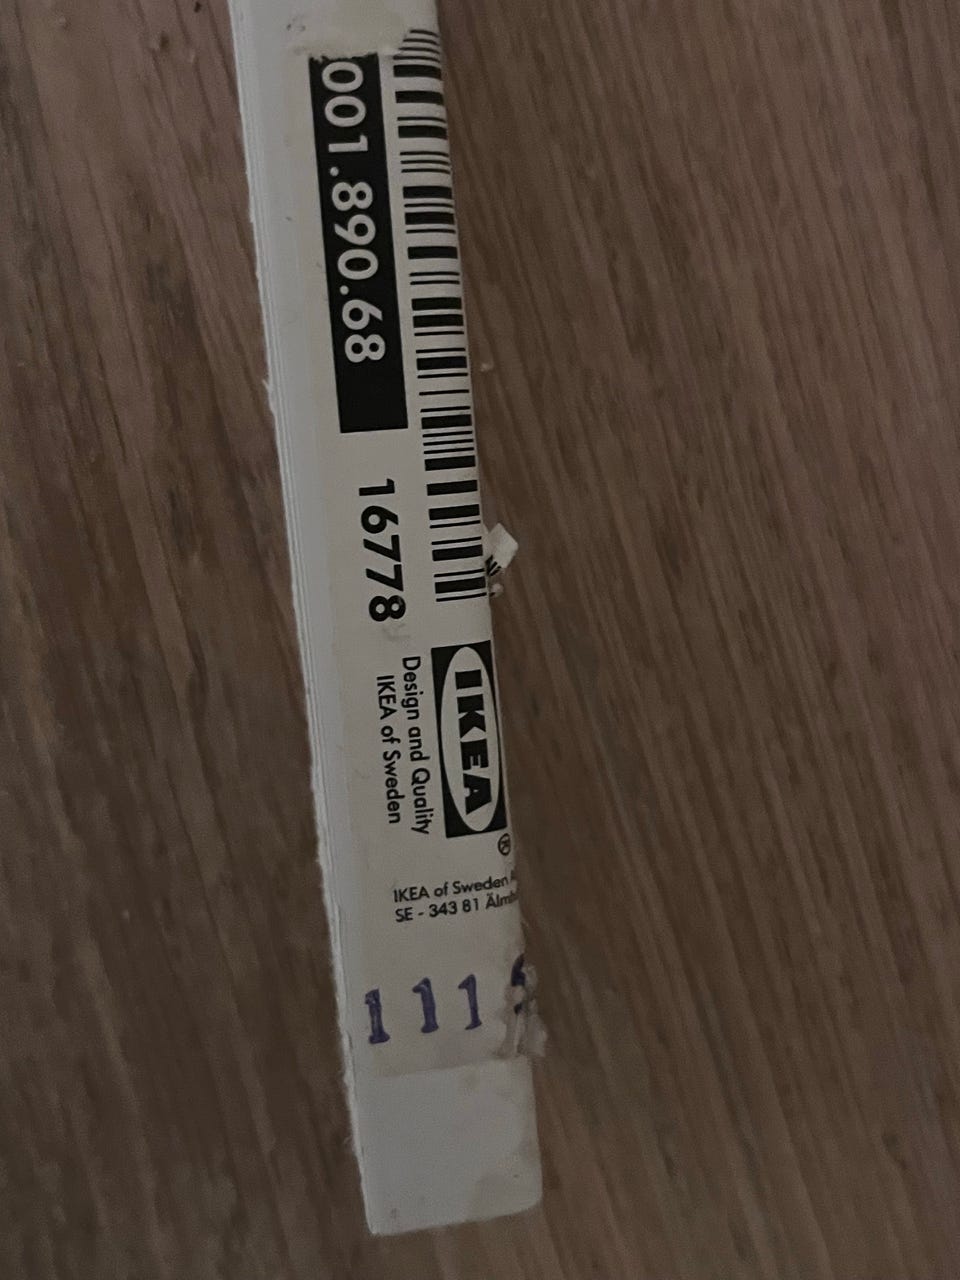 001.890.68
16778
IKEA
®
Design and Quality
IKEA of Sweden
IKEA of Sweden
SE - 343 81
111